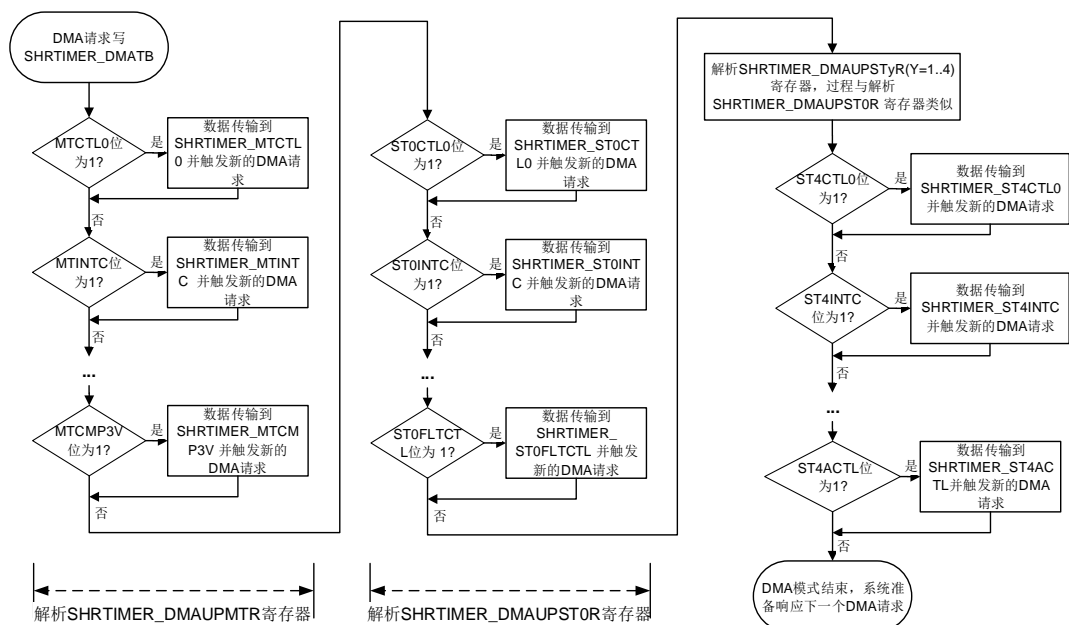 DMA请求写
SHRTIMER_DMATB
MTCTL0位
为1?
是
数据传输到
SHRTIMER_MTCTL
0 并触发新的DMA请
求
否
MTINTC位
为1?
是
数据传输到
SHRTIMER_MTINT
C 并触发新的DMA
请求
否
...
MTCMP3V
位为1?
是
数据传输到
SHRTIMER_MTCM
P3V 并触发新的
DMA请求
否
解析SHRTIMER_DMAUPMTR寄存器
ST0CTL0位
为1?
是
数据传输到
SHRTIMER_ST0CT
L0 并触发新的DMA
请求
否
ST0INTC位
为1?
是
数据传输到
SHRTIMER_ST0INT
C 并触发新的DMA请
求
否
...
ST0FLTCT
L位为 1?
是
数据传输到
SHRTIMER_
ST0FLTCTL 并触发
新的DMA请求
否
解析SHRTIMER_DMAUPST0R寄存器
解析SHRTIMER_DMAUPSTyR(Y=1..4)
寄存器，过程与解析
SHRTIMER_DMAUPST0R 寄存器类似
ST4CTL0位
为1?
是
数据传输到
SHRTIMER_ST4CTL0
并触发新的DMA请求
否
ST4INTC
位为1?
是
数据传输到
SHRTIMER_ST4INTC
并触发新的DMA请求
否
...
ST4ACTL位
为1?
是
数据传输到
SHRTIMER_ST4AC
TL并触发新的DMA
请求
否
DMA模式结束，系统准
备响应下一个DMA请求